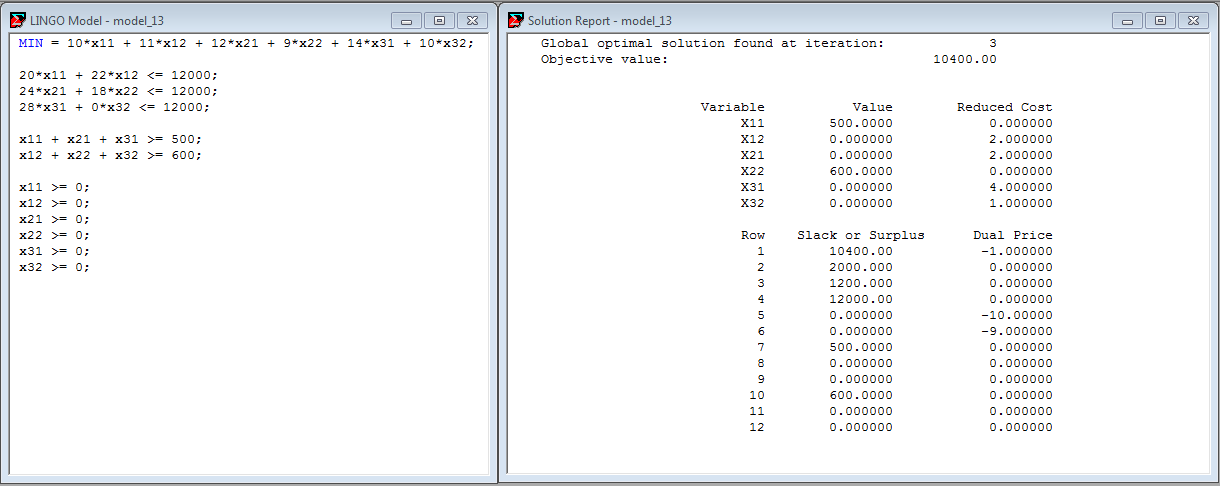 LINGO Model - model_13
MIN = 10*x11 + 11*x12 + 12*x21 + 9*x22 + 14*x31 + 10*x32;
20*x11 + 22*x12 <= 12000;
24*x21 + 18*x22 <= 12000;
28*x31 + 0*x32 <= 12000;
x11 + x21 + x31 >= 500;
x12 + x22 + x32 >= 600;
x11 >= 0;
x12 >= 0;
x21 >= 0;
x22 >= 0;
x31 >= 0;
x32 >= 0;
Solution Report - model_13
Global optimal solution found at iteration: 3
Objective value: 10400.00
Variable Value Reduced Cost
X11 500.0000 0.000000
X12 0.000000 2.000000
X21 0.000000 2.000000
X22 600.0000 0.000000
X31 0.000000 4.000000
X32 0.000000 1.000000
Row Slack or Surplus Dual Price
1 10400.00 -1.000000
2 2000.000 0.000000
3 1200.000 0.000000
4 12000.00 0.000000
5 0.000000 -10.00000
6 0.000000 -9.000000
7 500.0000 0.000000
8 0.000000 0.000000
9 0.000000 0.000000
10 600.0000 0.000000
11 0.000000 0.000000
12 0.000000 0.000000